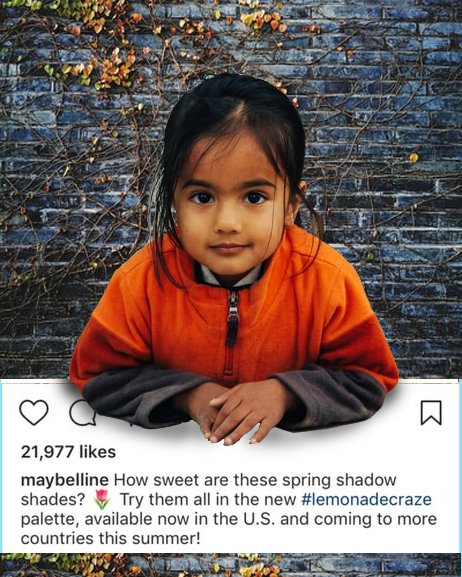 21,977 likes
maybelline How sweet are these spring shadow
shades? 🌷 Try them all in the new #lemonadecraze
palette, available now in the U.S. and coming to more
countries this summer!